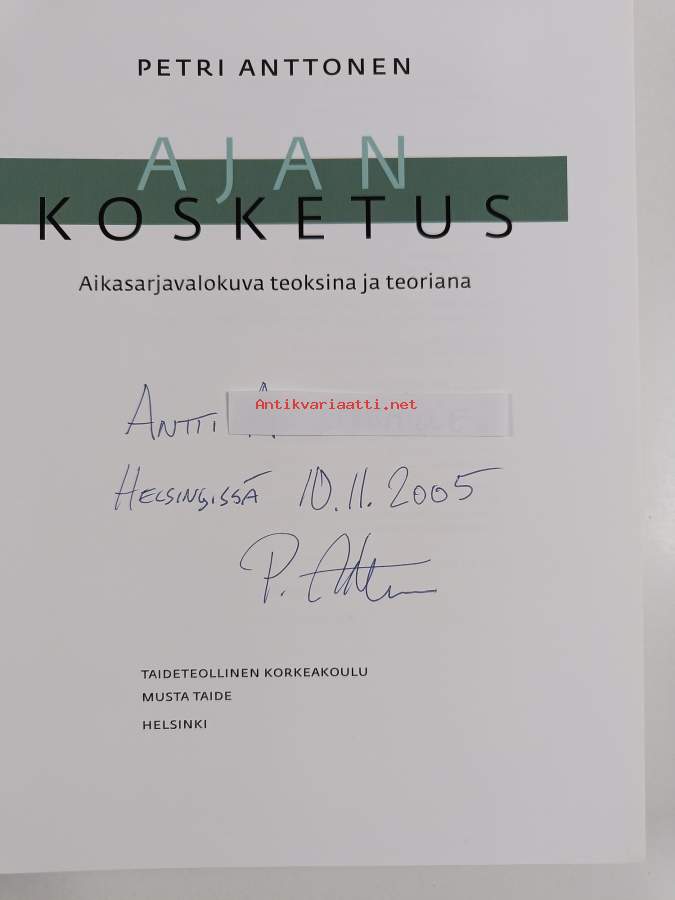 PETRI ANTTONEN
AJAN
KOSKETUS
Aikasarjavalokuva teoksina ja teoriana
ANTTI A
Antikvariaatti.net
HELSINGISSÄ 10.11.2005
P.
TAIDETEOLLINEN KORKEAKOULU
MUSTA TAIDE
HELSINKI